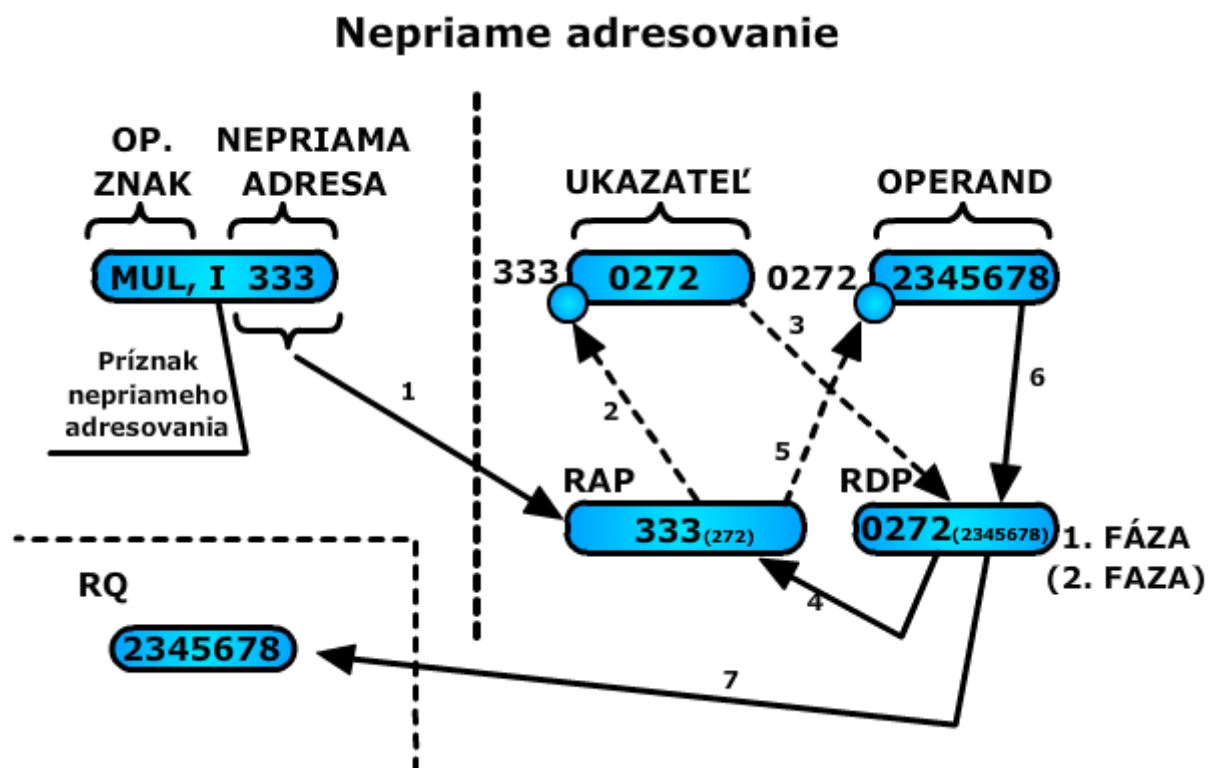 Nepriame adresovanie
OP.
ZNAK
NEPRIAMA
ADRESA
MUL, I 333
Príznak
nepriameho
adresovania
1
UKAZATEĽ
333
0272
OPERAND
0272
2345678
2
3
5
6
RAP
333(272)
RDP
0272(2345678)
1. FÁZA
(2. FAZA)
4
RQ
2345678
7